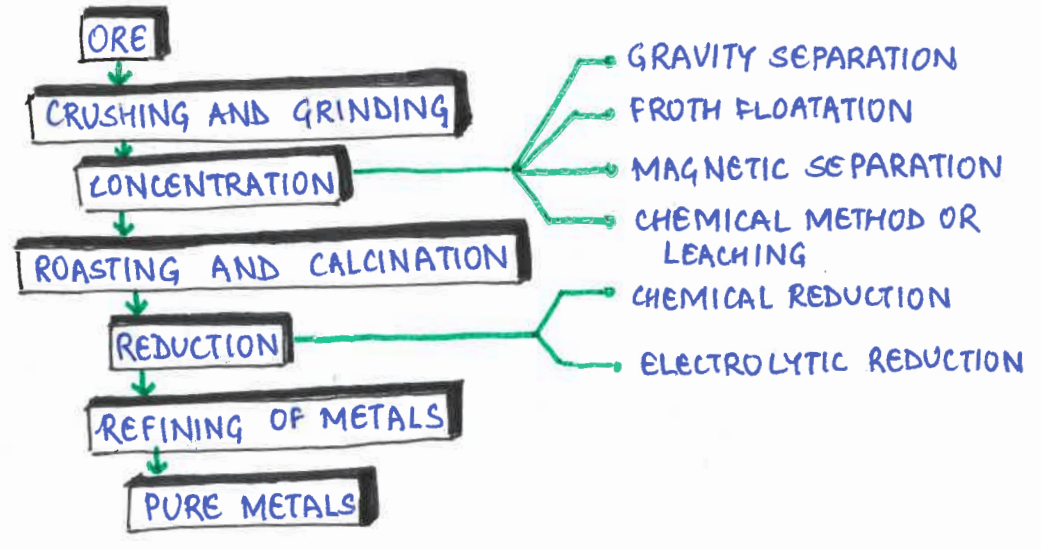 ORE
CRUSHING AND GRINDING
CONCENTRATION
GRAVITY SEPARATION
FROTH FLOATATION
MAGNETIC SEPARATION
CHEMICAL METHOD OR
LEACHING
ROASTING AND CALCINATION
REDUCTION
CHEMICAL REDUCTION
ELECTROLYTIC REDUCTION
REFINING OF METALS
PURE METALS